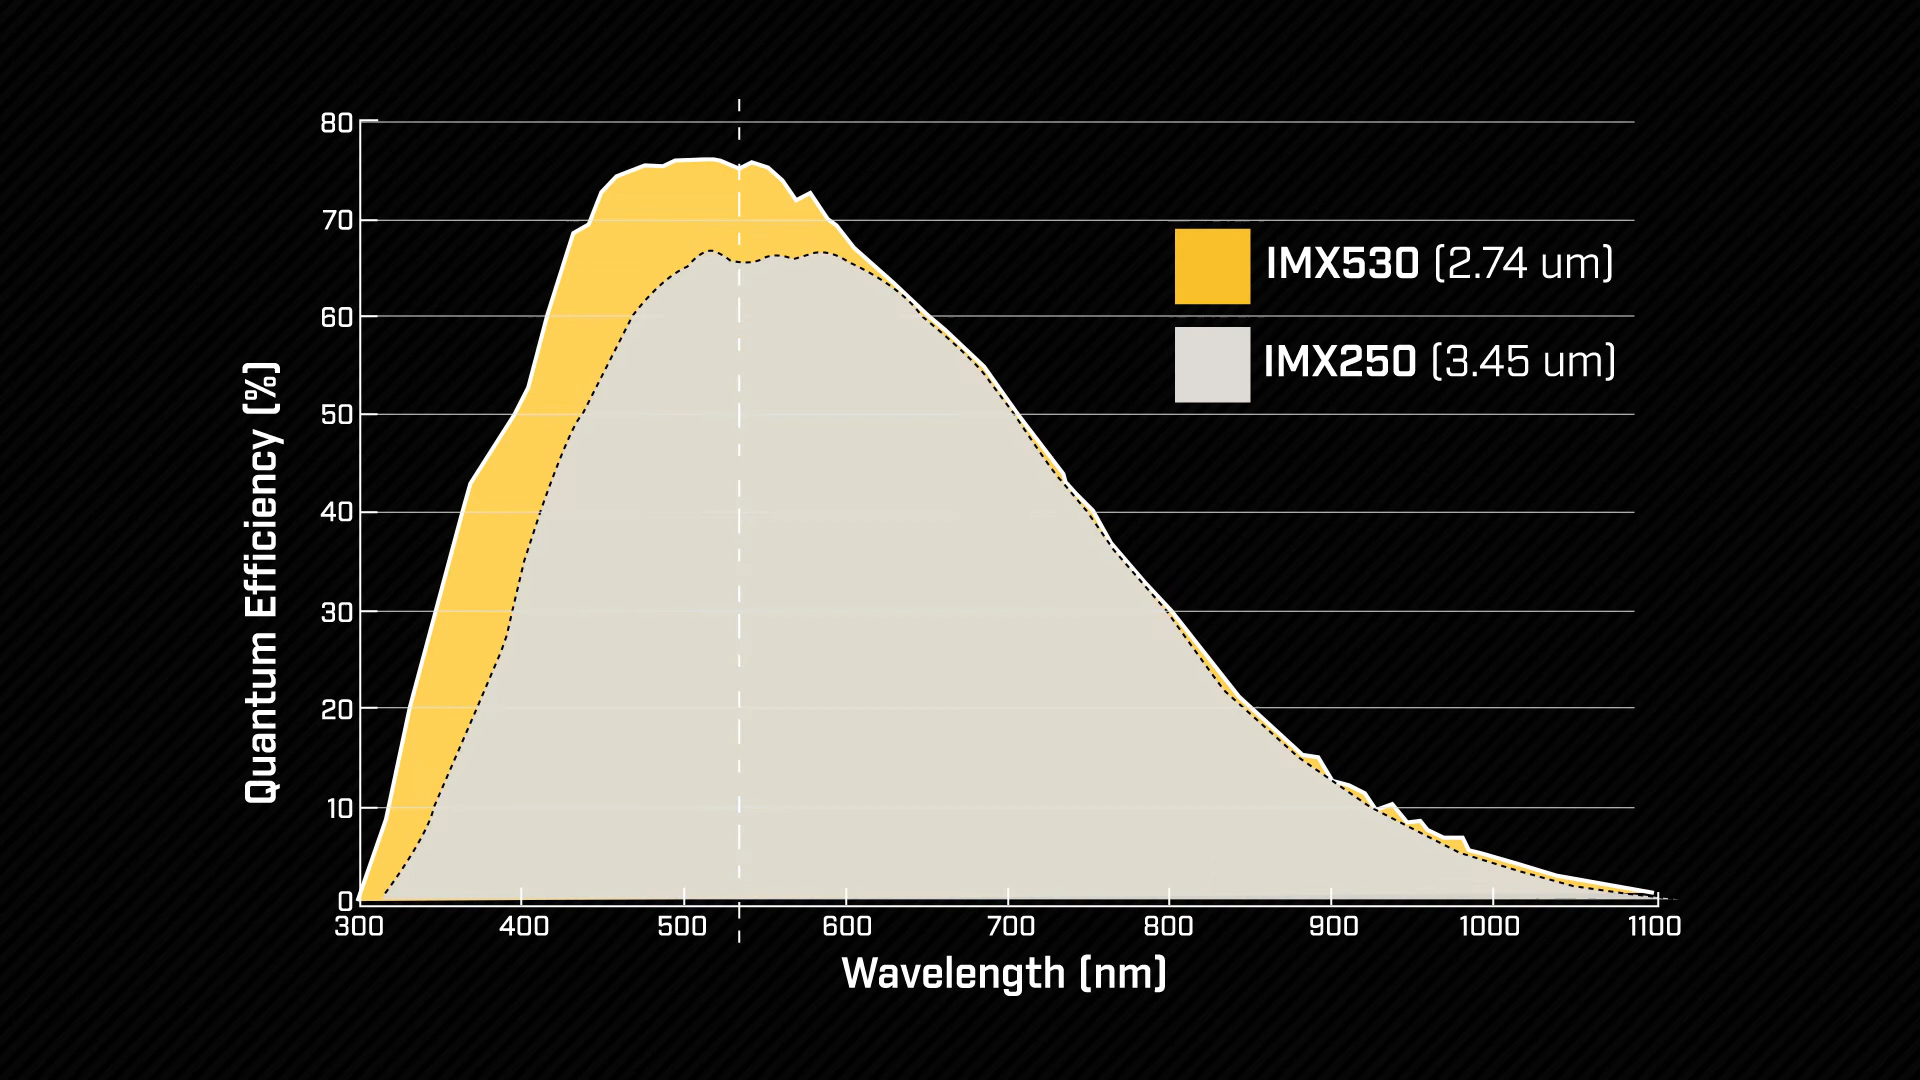 80
70
60
50
40
30
20
10
0
Quantum Efficiency (%)
IMX530 (2.74 um)
IMX250 (3.45 um)
300 400 500 600 700 800 900 1000 1100
Wavelength (nm)